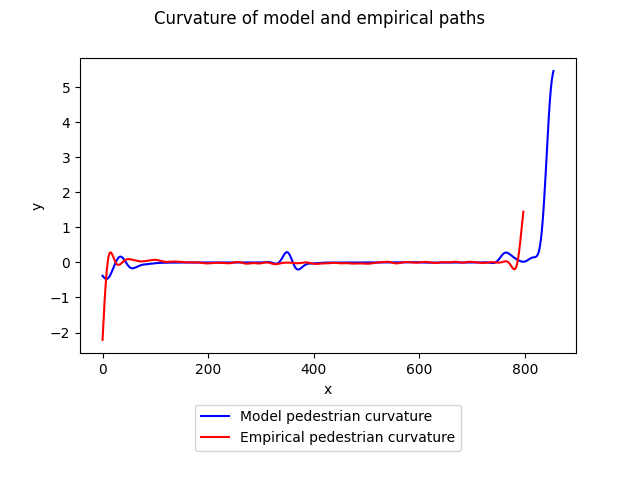 Curvature of model and empirical paths
5
4
3
2
1
0
−1
−2
y
0 200 400 600 800
x
Model pedestrian curvature
Empirical pedestrian curvature